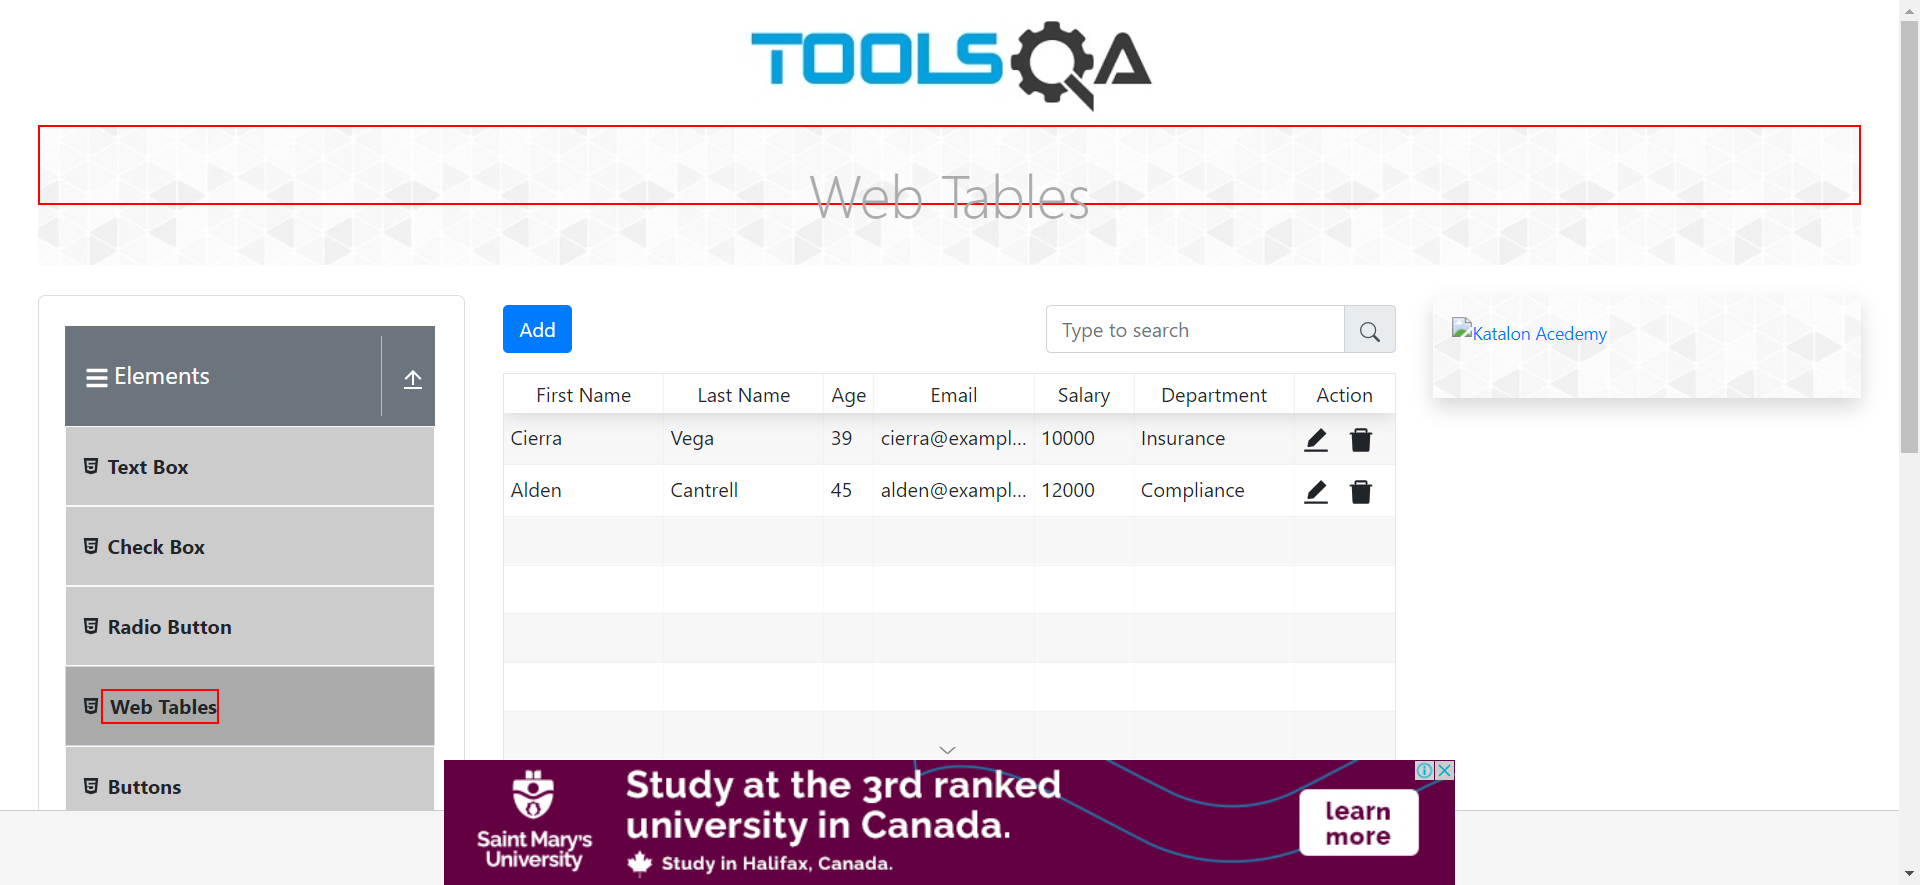 TOOLSQA
Web Tables
Elements
Text Box
Check Box
Radio Button
Web Tables
Buttons
Add
Type to search
First Name Last Name Age Email Salary Department Action
Cierra Vega 39 cierra@exampl... 10000 Insurance
Alden Cantrell 45 alden@exampl... 12000 Compliance
Katalon Acedemy
Saint Mary's
University
Study at the 3rd ranked
university in Canada.
Study in Halifax, Canada.
learn
more